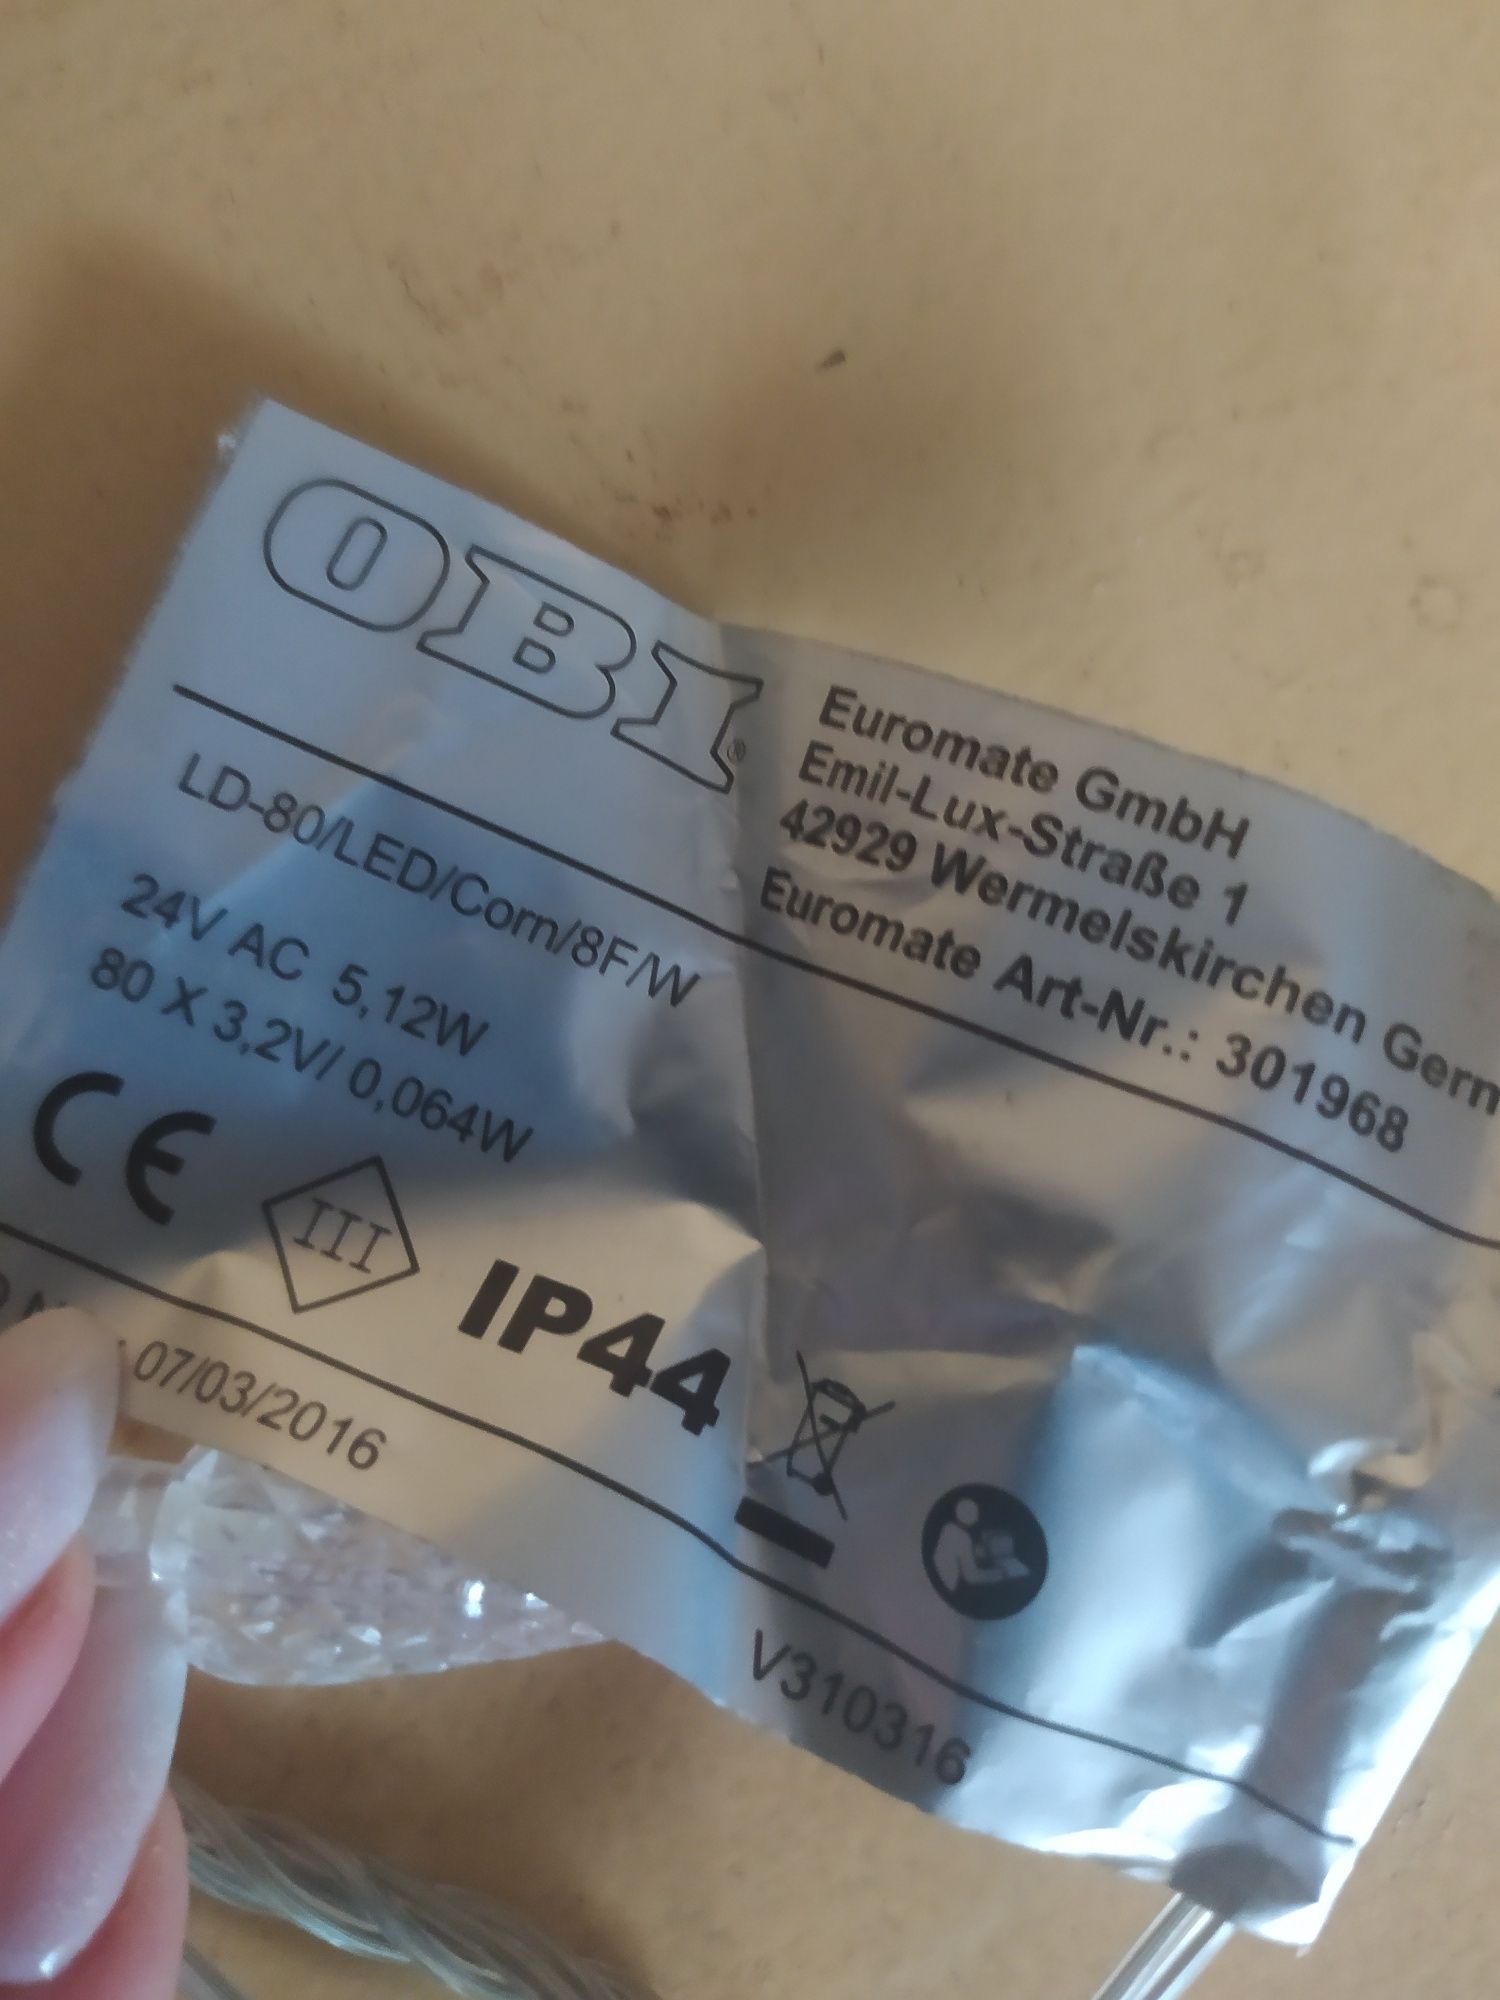 OBI®
Euromate GmbH
Emil-Lux-Straße 1
42929 Wermelskirchen Germ
Euromate Art-Nr.: 301968
LD-80/LED/Corn/8F/W
24V AC 5,12W
80 X 3,2V/ 0,064W
CE
III
IP44
07/03/2016
V310316